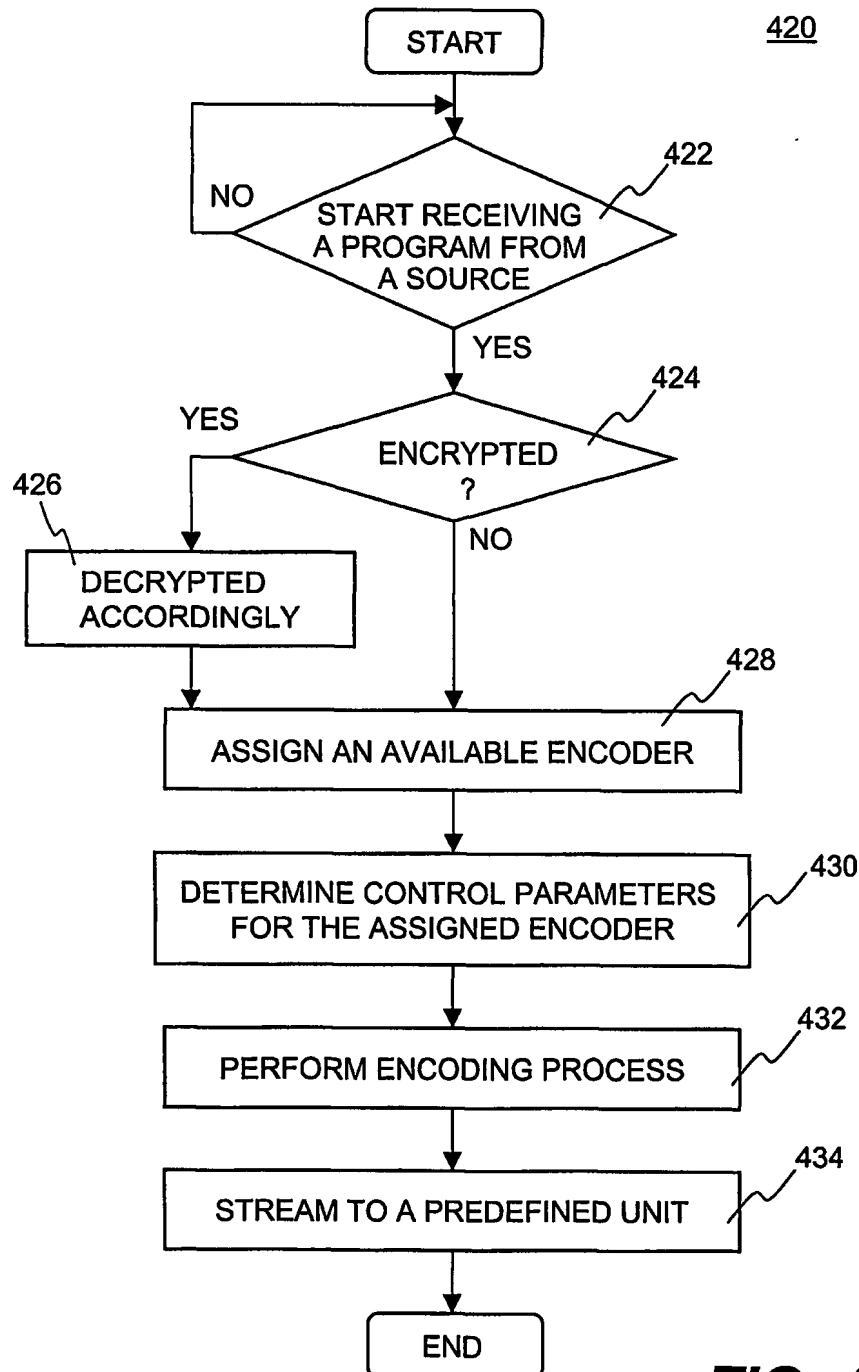 START
420
422
NO
START RECEIVING
A PROGRAM FROM
A SOURCE
YES
424
YES
ENCRYPTED
?
426
NO
DECRYPTED
ACCORDINGLY
428
ASSIGN AN AVAILABLE ENCODER
430
DETERMINE CONTROL PARAMETERS
FOR THE ASSIGNED ENCODER
432
PERFORM ENCODING PROCESS
434
STREAM TO A PREDEFINED UNIT
END
FIG.